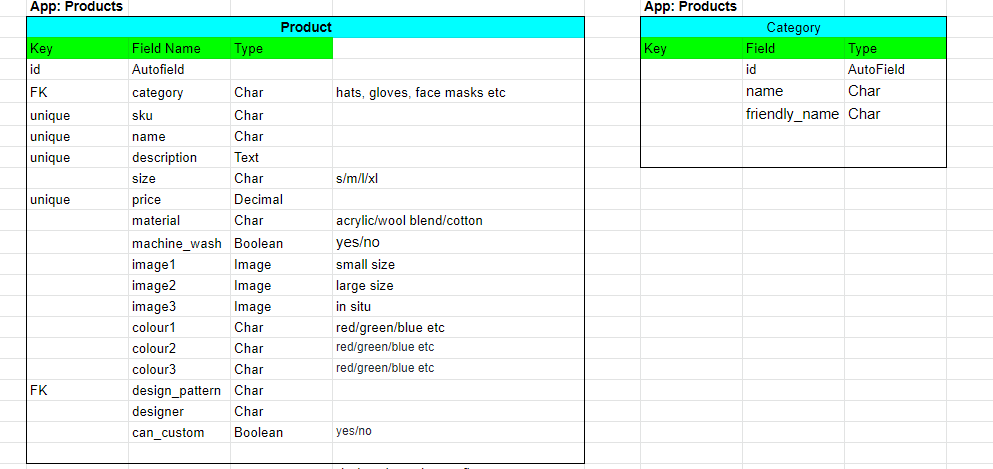 App: Products
Product
Key Field Name Type
id Autofield
FK category Char hats, gloves, face masks etc
unique sku Char
unique name Char
unique description Text
size Char s/m/l/xl
unique price Decimal
material Char acrylic/wool blend/cotton
machine_wash Boolean yes/no
image1 Image small size
image2 Image large size
image3 Image in situ
colour1 Char red/green/blue etc
colour2 Char red/green/blue etc
colour3 Char red/green/blue etc
FK design_pattern Char
designer Char
can_custom Boolean yes/no
App: Products
Category
Key Field Type
id AutoField
name Char
friendly_name Char